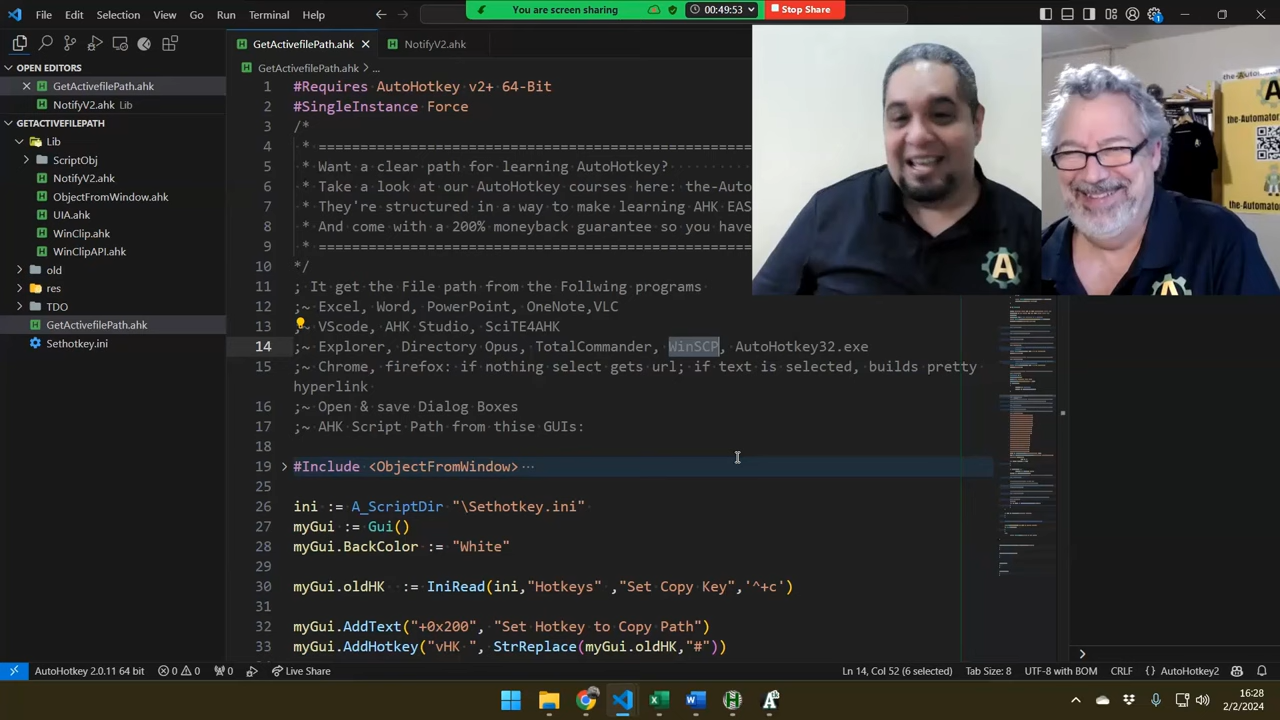 File Edit Selection View Go Run Terminal
You are screen sharing
00:49:53
Stop Share
OPEN EDITORS
GetActivefilePath.ahk
NotifyV2.ahk Lib
GETACTIVEFILEPATH
Lib
ScriptObj
NotifyV2.ahk
ObjectFromWindow.ahk
UIA.ahk
WinClip.ahk
WinClipAPI.ahk
old
res
TDO
GetActivefilePath.ahk
Sethotkey.ini
GetActivefilePath.ahk
NotifyV2.ahk
GetActivefilePath.ahk > ...
1 #Requires AutoHotkey v2+ 64-Bit
2 #SingleInstance Force
3 /*
4 * ============================================
5 * Want a clear path for learning AutoHotkey?
6 * Take a look at our AutoHotkey courses here: the-Auto
7 * They're structured in a way to make learning AHK EAS
8 * And come with a 200% moneyback guarantee so you have
9 * ============================================
10 */
11 ; It get the File path from the Follwing programs
12 ;~ Excel, Word, PowerPoint, OneNote,VLC
13
14 TotalCommander, WinSCP, AutoHotkey32.exe
15 firefox: if nothing select gets url; if text is selected, builds pretty
hyperlink
16 ;~ Open & save Dilog Boxes
17 ;~ AHK ScriptPath from thise GUIs
18
19 #Include <ObjectFromWindow> ...
25
26 ini := A_ScriptDir "\Sethotkey.ini"
27 myGui := Gui()
28 myGui.BackColor := "White"
29
30 myGui.oldHK := IniRead(ini,"Hotkeys" ,"Set Copy Key",'^+c')
31
32 myGui.AddText("+0x200", "Set Hotkey to Copy Path")
33 myGui.AddHotkey("vHK ", StrReplace(myGui.oldHK,"#"))
the-Automator
A
A
AutoHotkey 2.0.11 64 bit
0
0
0
Live Share
Ln 14, Col 52 (6 selected)
Tab Size: 8
UTF-8 with BOM
CRLF
{} AutoHotkey2
16:28
2/2/2024